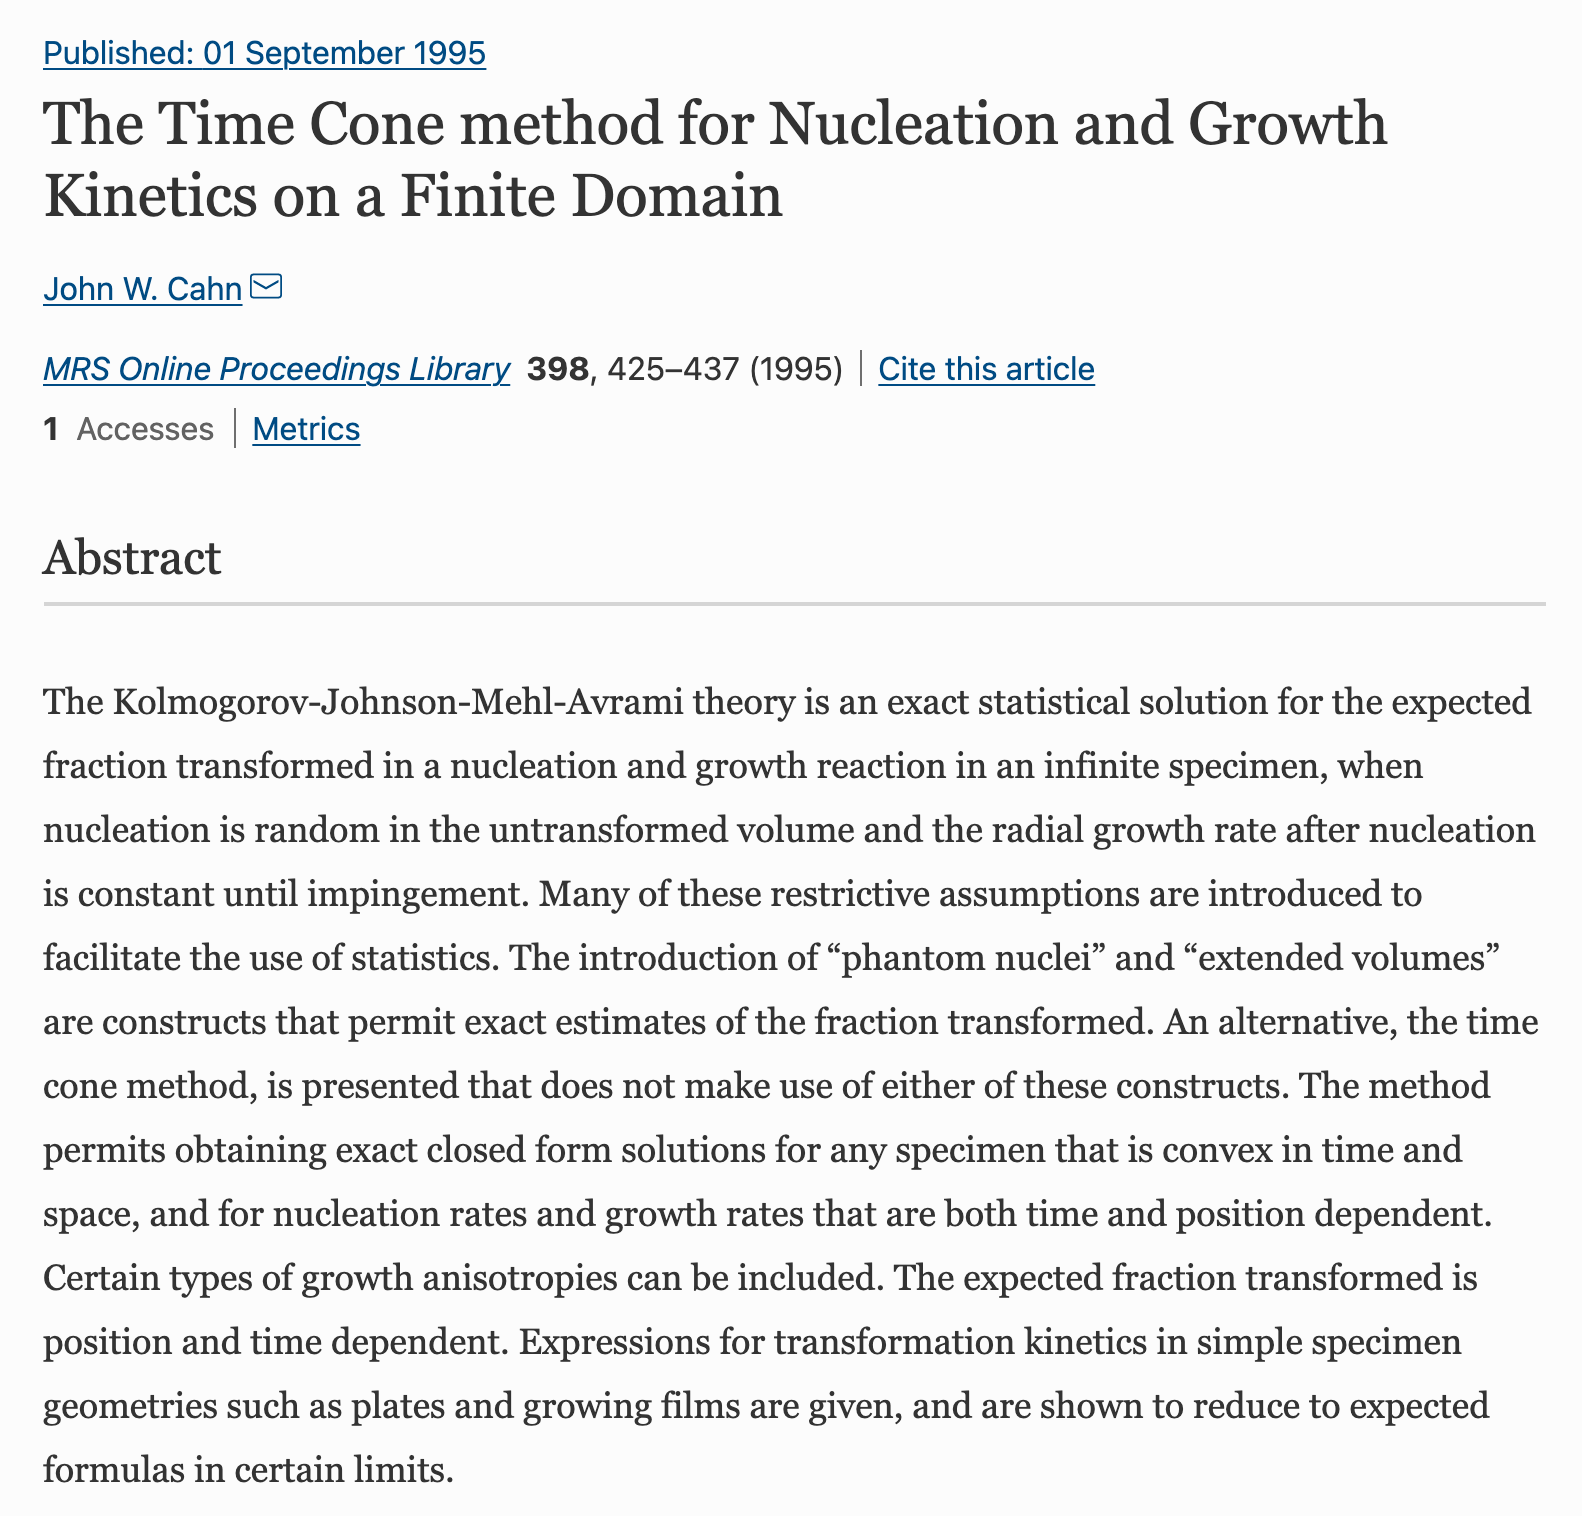 Published: 01 September 1995
The Time Cone method for Nucleation and Growth
Kinetics on a Finite Domain
John W. Cahn
MRS Online Proceedings Library 398, 425–437 (1995) | Cite this article
1 Accesses | Metrics
Abstract
The Kolmogorov-Johnson-Mehl-Avrami theory is an exact statistical solution for the expected
fraction transformed in a nucleation and growth reaction in an infinite specimen, when
nucleation is random in the untransformed volume and the radial growth rate after nucleation
is constant until impingement. Many of these restrictive assumptions are introduced to
facilitate the use of statistics. The introduction of “phantom nuclei” and “extended volumes”
are constructs that permit exact estimates of the fraction transformed. An alternative, the time
cone method, is presented that does not make use of either of these constructs. The method
permits obtaining exact closed form solutions for any specimen that is convex in time and
space, and for nucleation rates and growth rates that are both time and position dependent.
Certain types of growth anisotropies can be included. The expected fraction transformed is
position and time dependent. Expressions for transformation kinetics in simple specimen
geometries such as plates and growing films are given, and are shown to reduce to expected
formulas in certain limits.